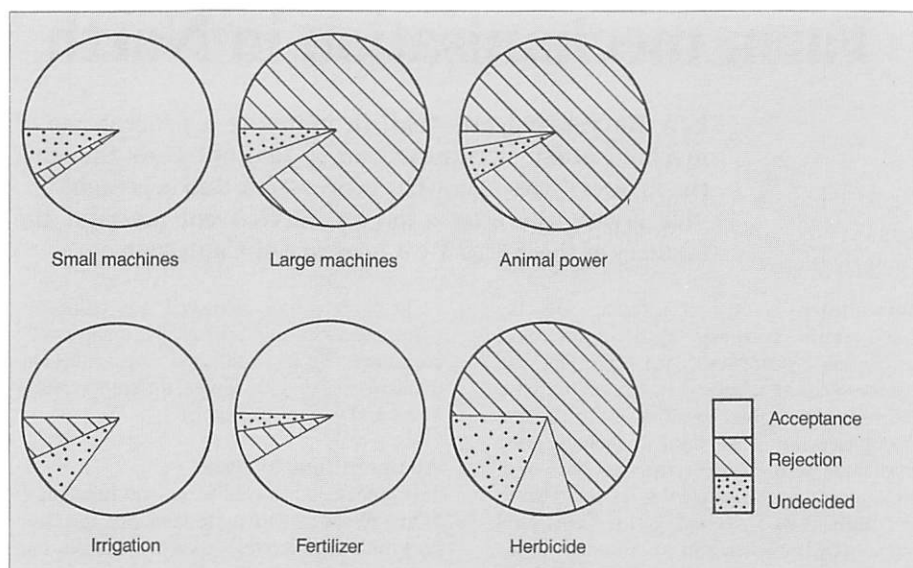 Small machines
Large machines
Animal power
Irrigation
Fertilizer
Herbicide
Acceptance
Rejection
Undecided